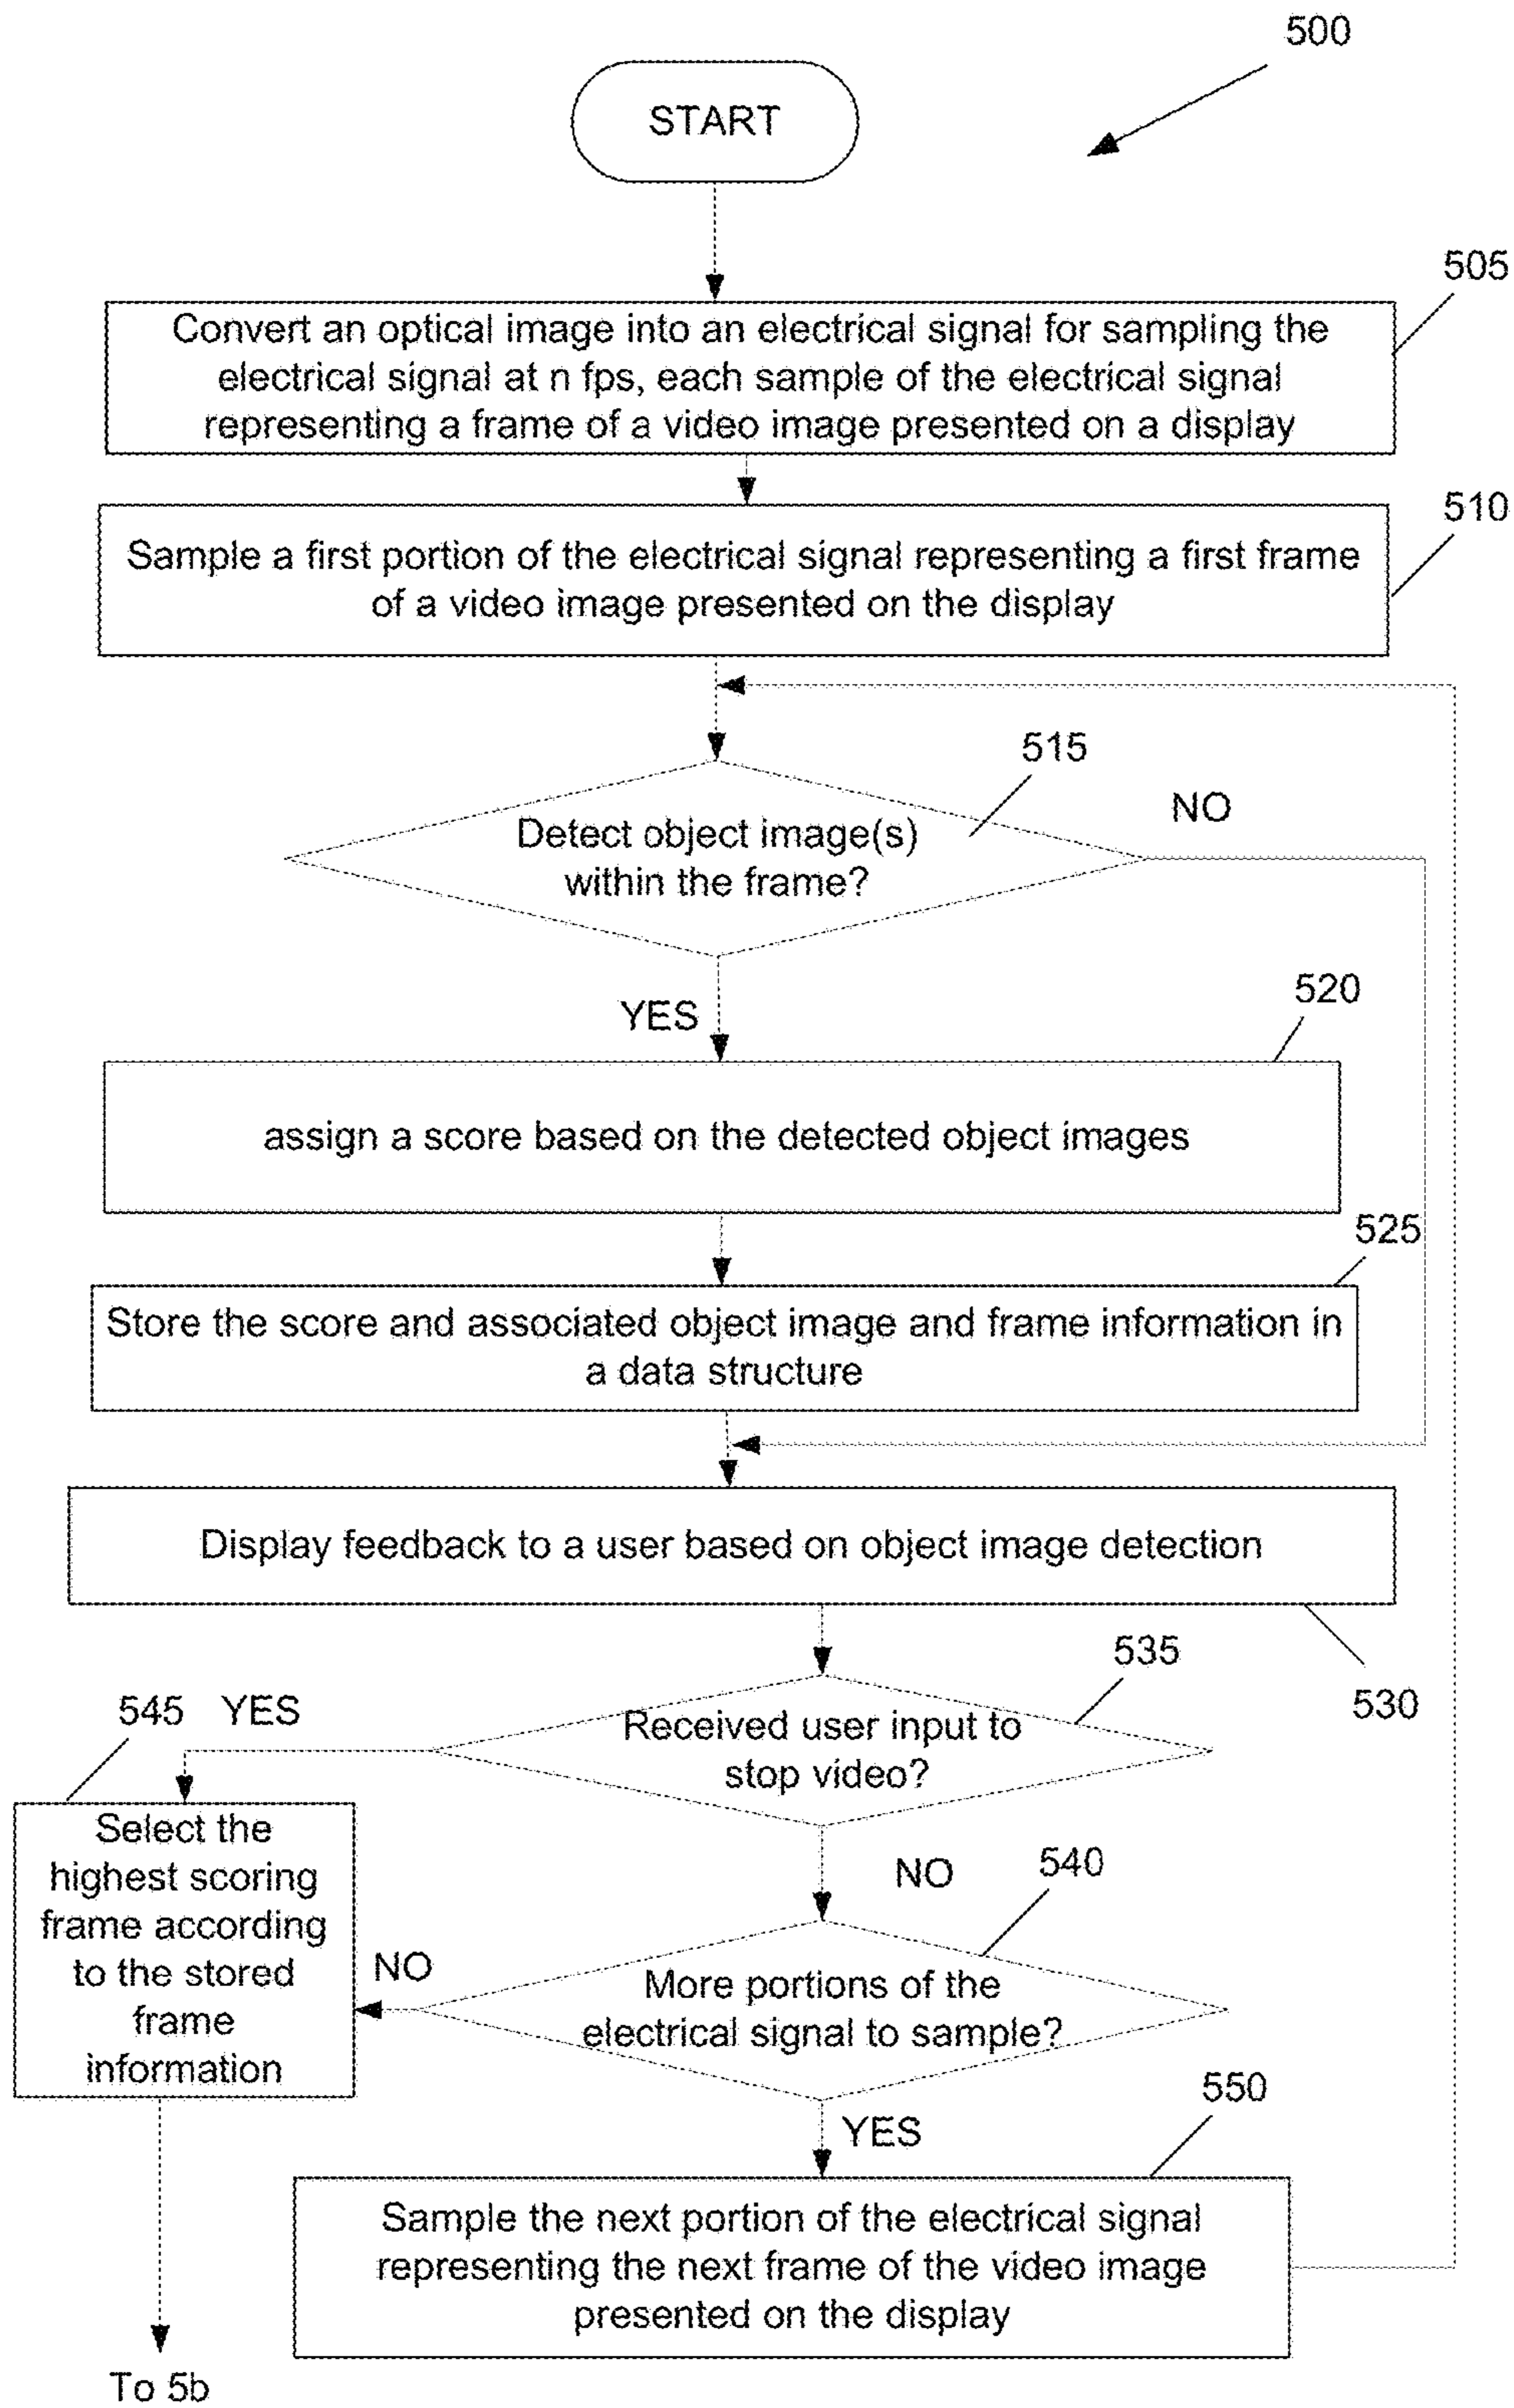 500
START
505
Convert an optical image into an electrical signal for sampling the
electrical signal at n fps, each sample of the electrical signal
representing a frame of a video image presented on a display
510
Sample a first portion of the electrical signal representing a first frame
of a video image presented on the display
515
NO
Detect object image(s)
within the frame?
YES
520
assign a score based on the detected object images
525
Store the score and associated object image and frame information in
a data structure
Display feedback to a user based on object image detection
530
535
545 YES
Received user input to
stop video?
Select the
highest scoring
frame according
to the stored
frame
information
NO
540
NO
More portions of the
electrical signal to sample?
YES
550
Sample the next portion of the electrical signal
representing the next frame of the video image
presented on the display
To 5b